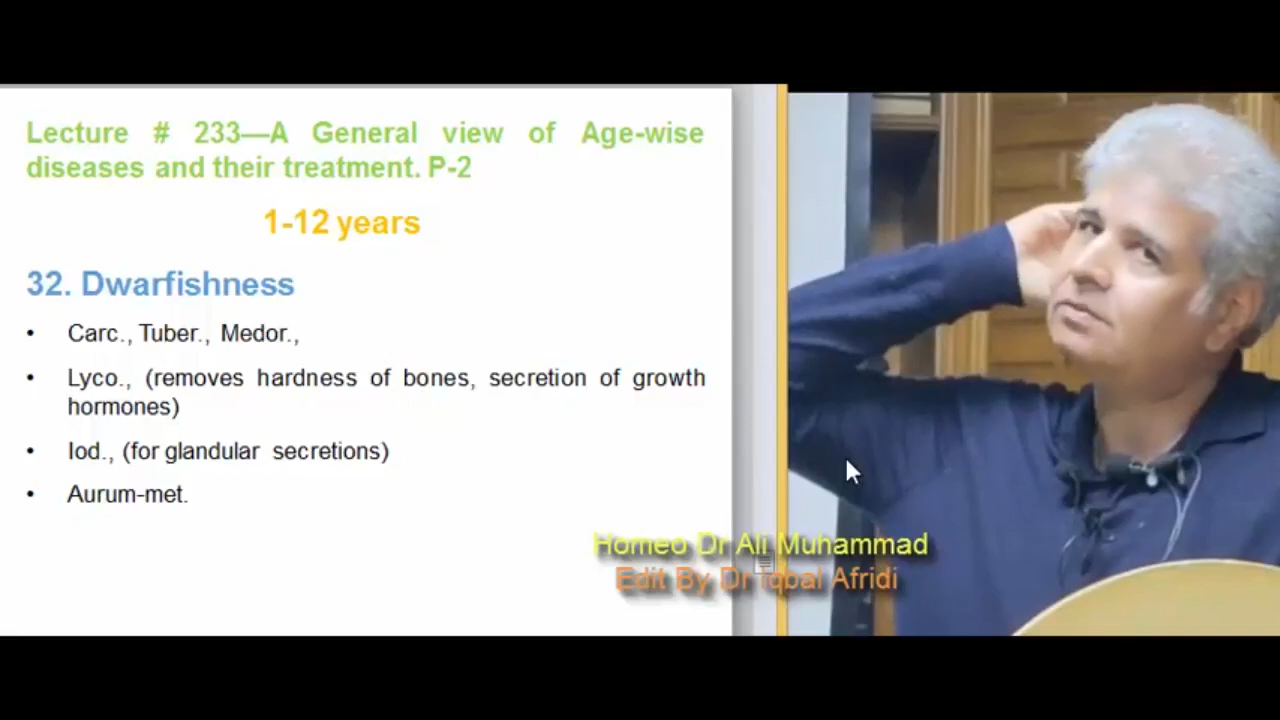 Lecture # 233—A General view of Age-wise
diseases and their treatment. P-2
1-12 years
32. Dwarfishness
• Carc., Tuber., Medor.,
• Lyco., (removes hardness of bones, secretion of growth
hormones)
• Iod., (for glandular secretions)
• Aurum-met.
Homeo Dr Ali Muhammad
Edit By Dr Iqbal Afridi